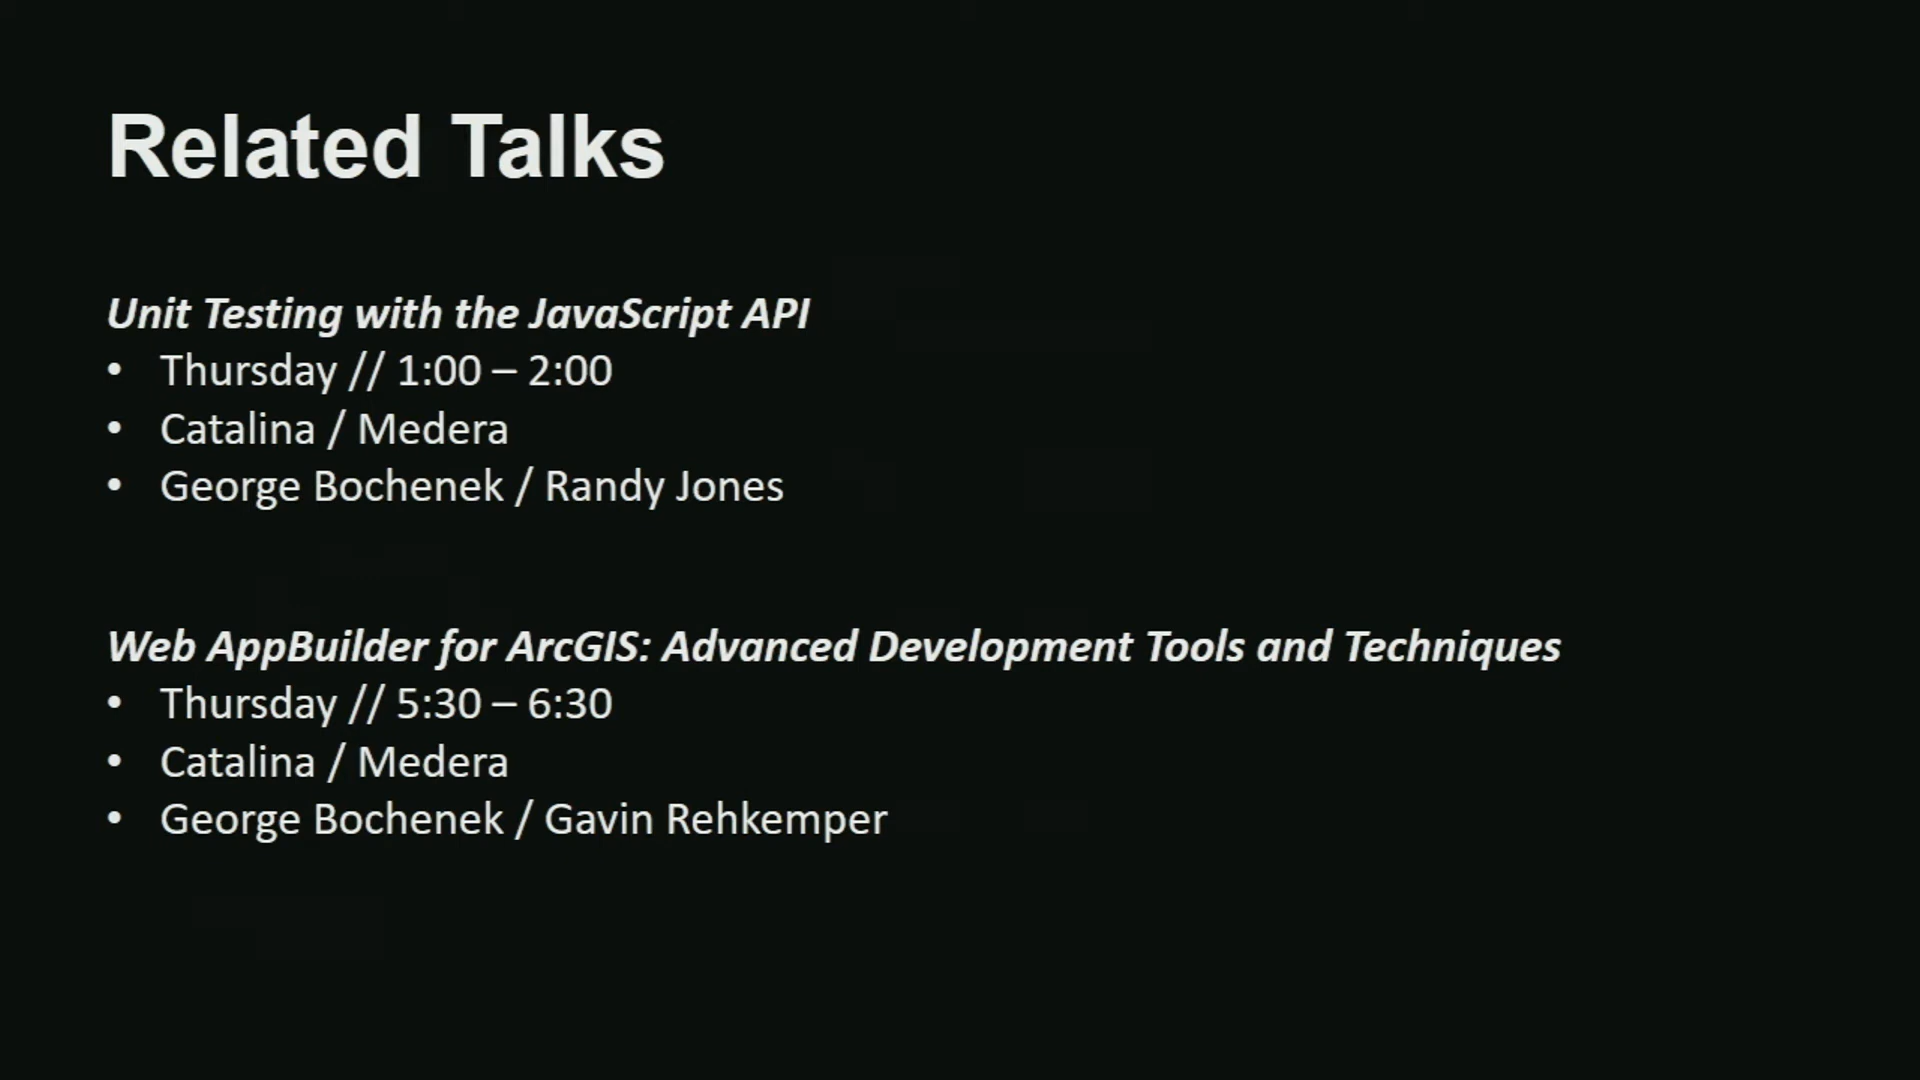 Related Talks
Unit Testing with the JavaScript API
• Thursday // 1:00 – 2:00
• Catalina / Medera
• George Bochenek / Randy Jones
Web AppBuilder for ArcGIS: Advanced Development Tools and Techniques
• Thursday // 5:30 – 6:30
• Catalina / Medera
• George Bochenek / Gavin Rehkemper